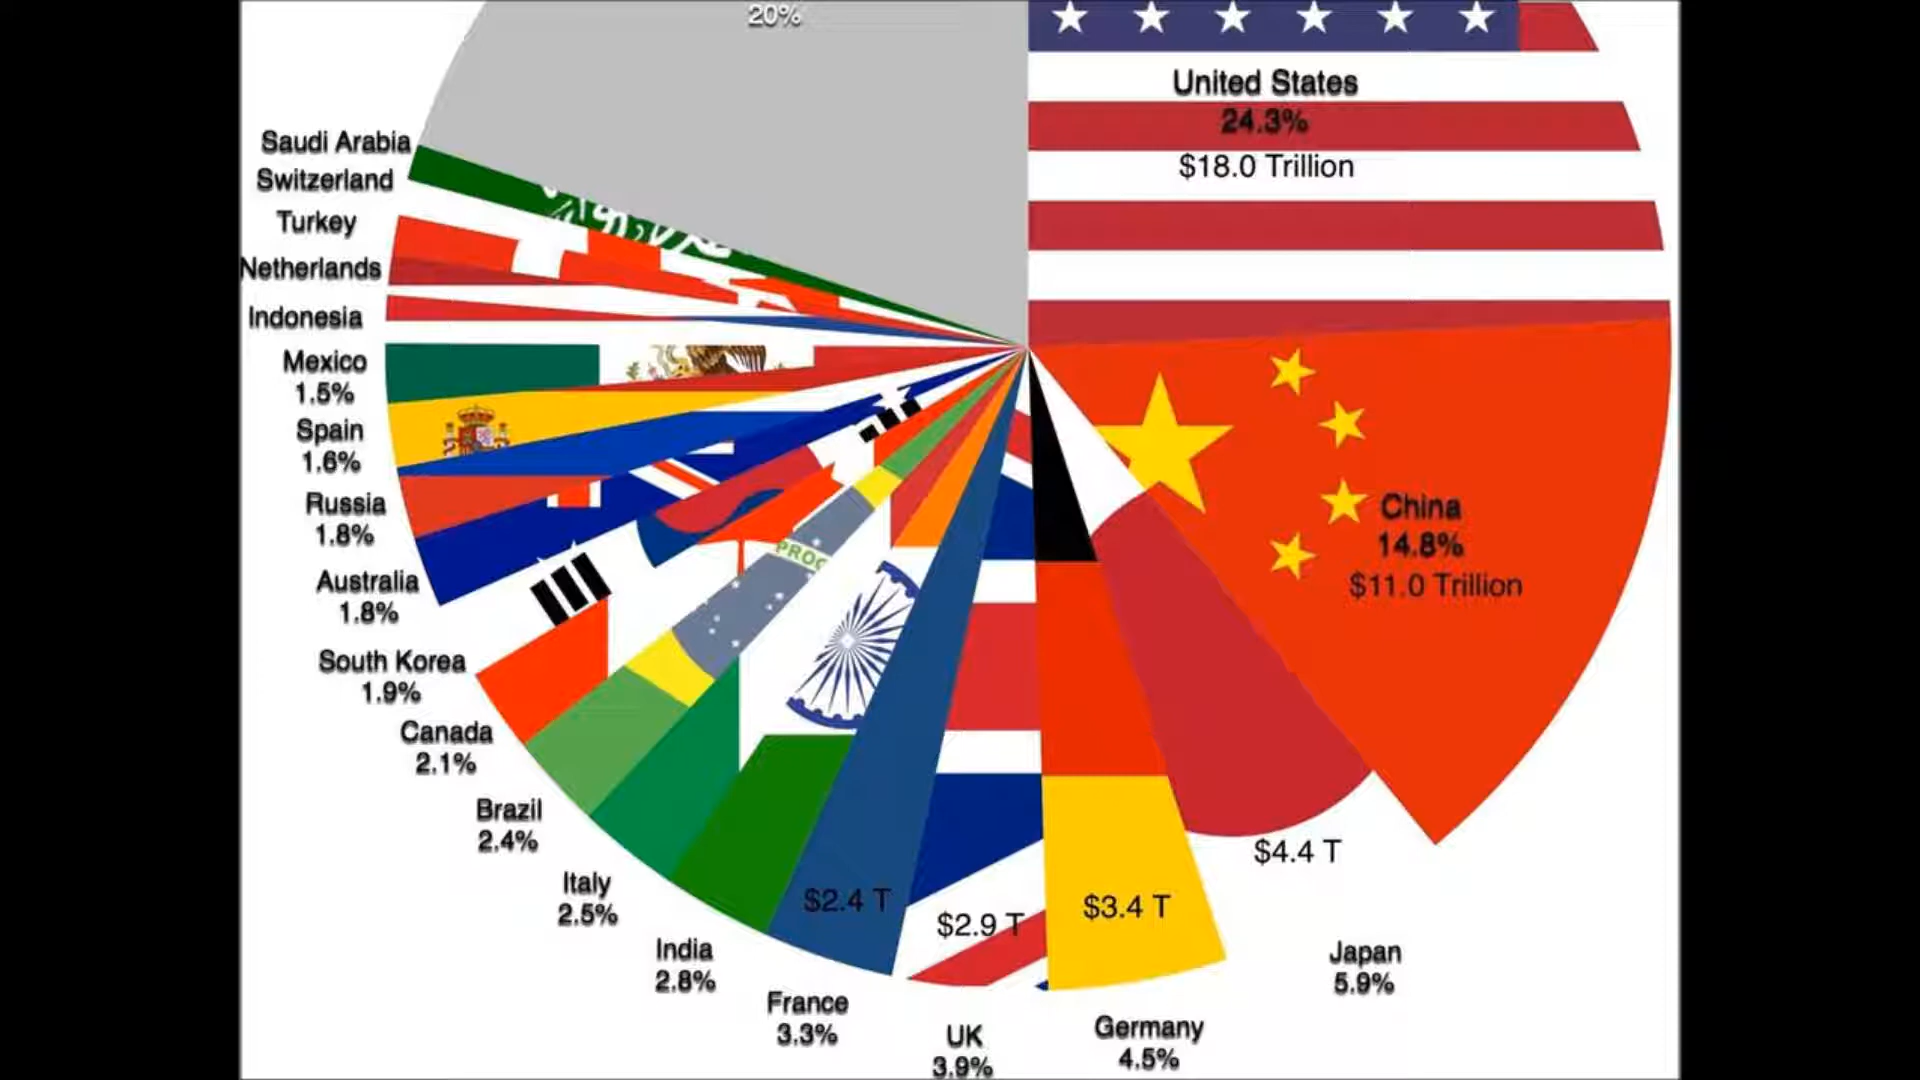 20%
United States
24.3%
$18.0 Trillion
Saudi Arabia
Switzerland
Turkey
Netherlands
Indonesia
Mexico
1.5%
Spain
1.6%
Russia
1.8%
Australia
1.8%
South Korea
1.9%
Canada
2.1%
Brazil
2.4%
Italy
2.5%
India
2.8%
France
3.3%
UK
3.9%
Germany
4.5%
Japan
5.9%
China
14.8%
$11.0 Trillion
$4.4 T
$3.4 T
$2.9 T
$2.4 T
PROG